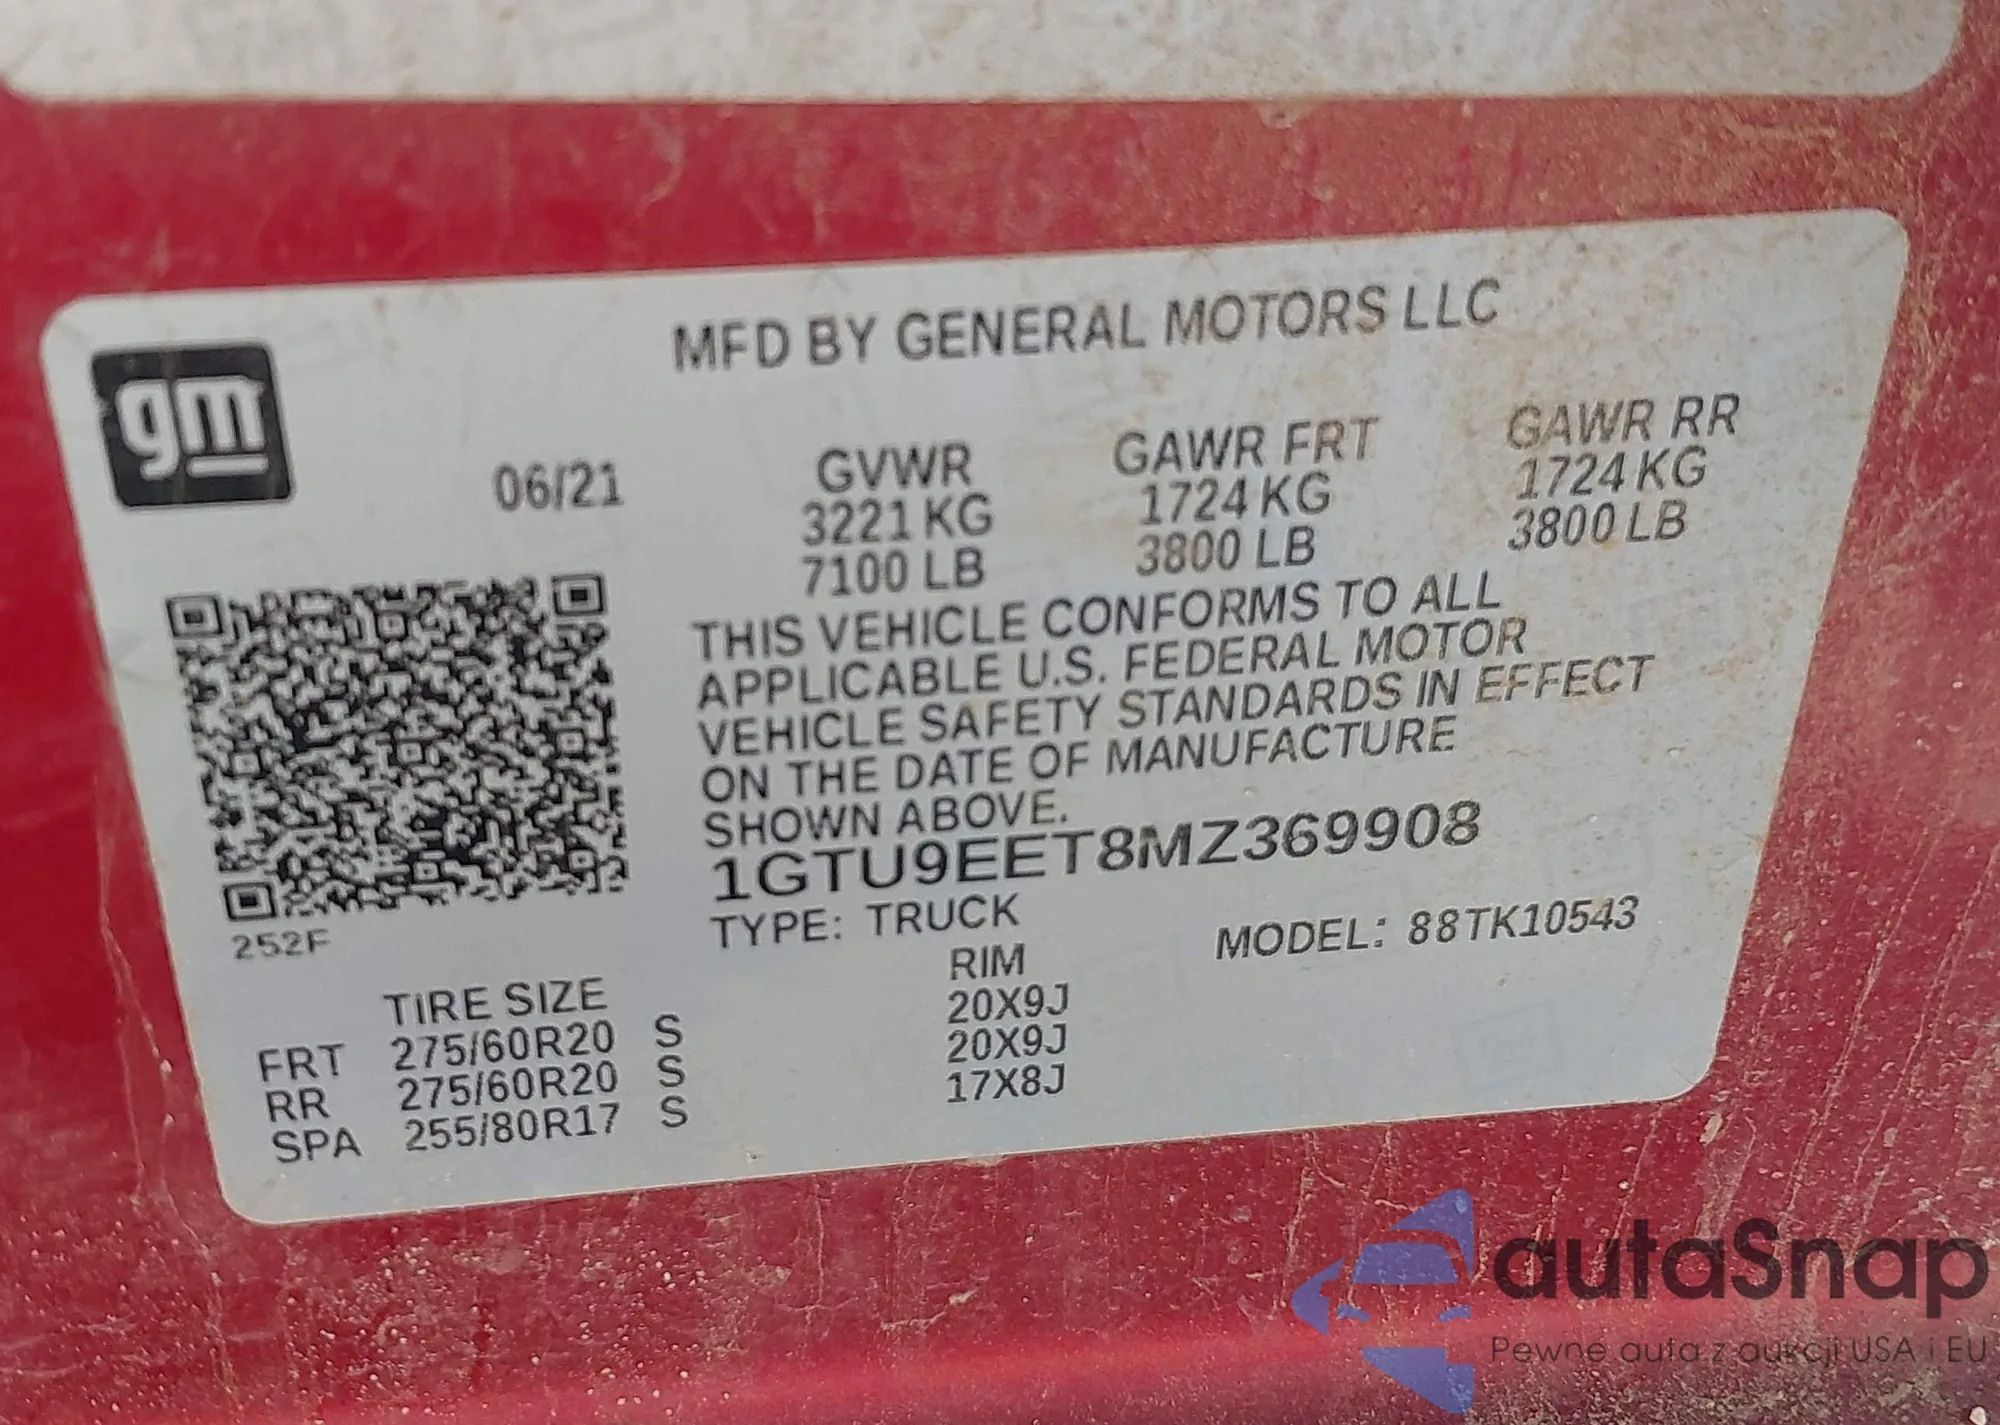 MFD BY GENERAL MOTORS LLC
gm
06/21
GVWR GAWR FRT GAWR RR
3221 KG 1724 KG 1724 KG
7100 LB 3800 LB 3800 LB
THIS VEHICLE CONFORMS TO ALL
APPLICABLE U.S. FEDERAL MOTOR
VEHICLE SAFETY STANDARDS IN EFFECT
ON THE DATE OF MANUFACTURE
SHOWN ABOVE.
1GTU9EET8MZ369908
TYPE: TRUCK MODEL: 88TK10543
252F
TIRE SIZE RIM
FRT 275/60R20 S 20X9J
RR 275/60R20 S 20X9J
SPA 255/80R17 S 17X8J
autaSnap
Pewne auta z aukcji USA i EU